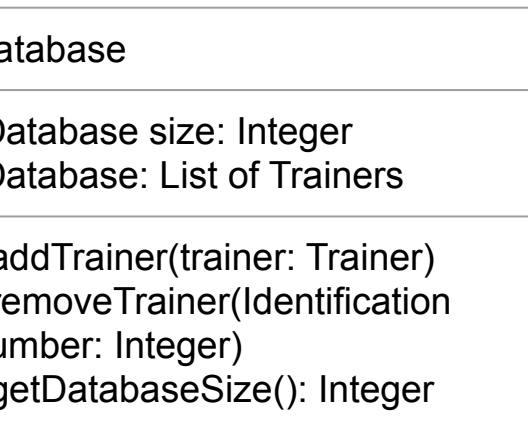 atabase
Database size: Integer
Database: List of Trainers
addTrainer(trainer: Trainer)
removeTrainer(Identification
umber: Integer)
getDatabaseSize(): Integer